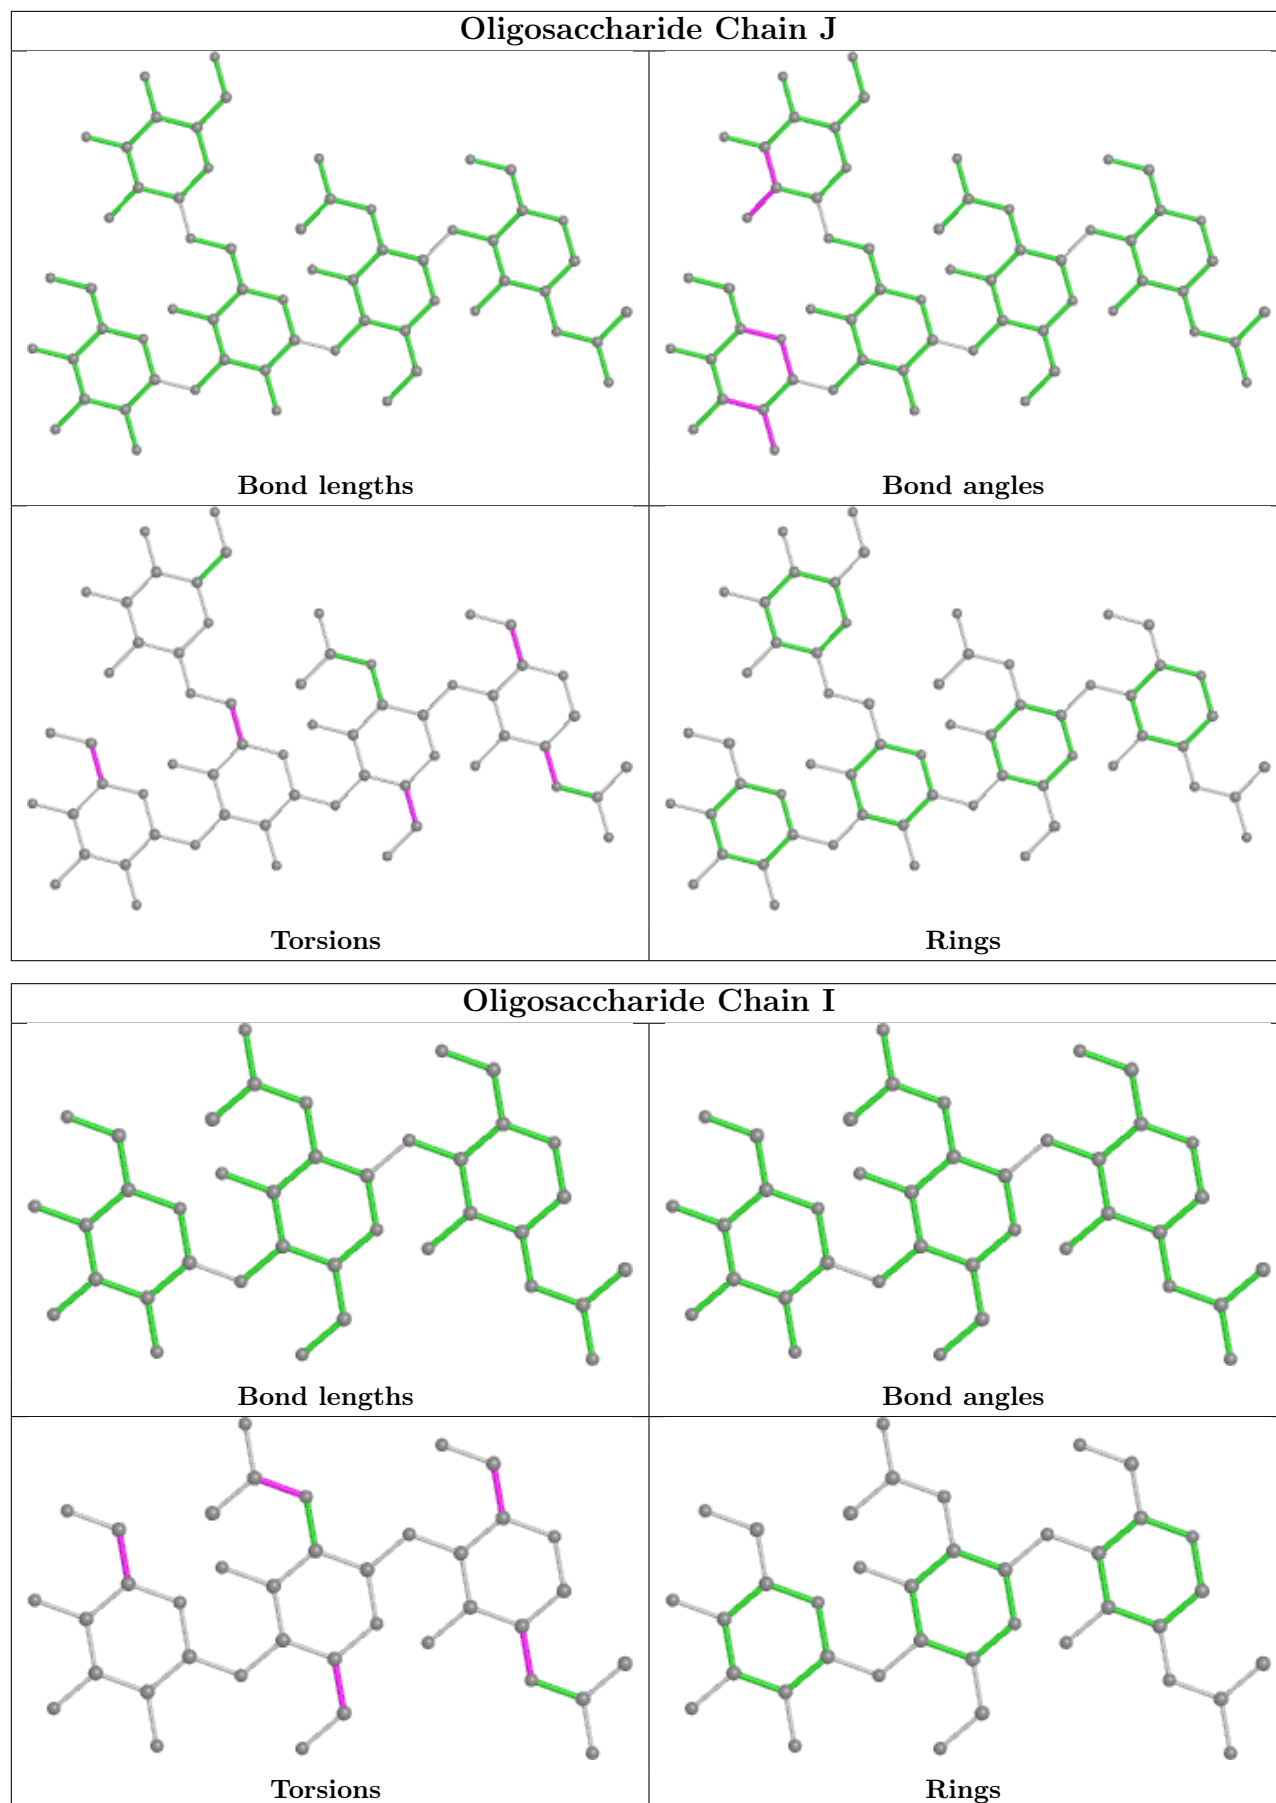 Oligosaccharide Chain J
Bond lengths
Bond angles
Torsions
Rings
Oligosaccharide Chain I
Bond lengths
Bond angles
Torsions
Rings